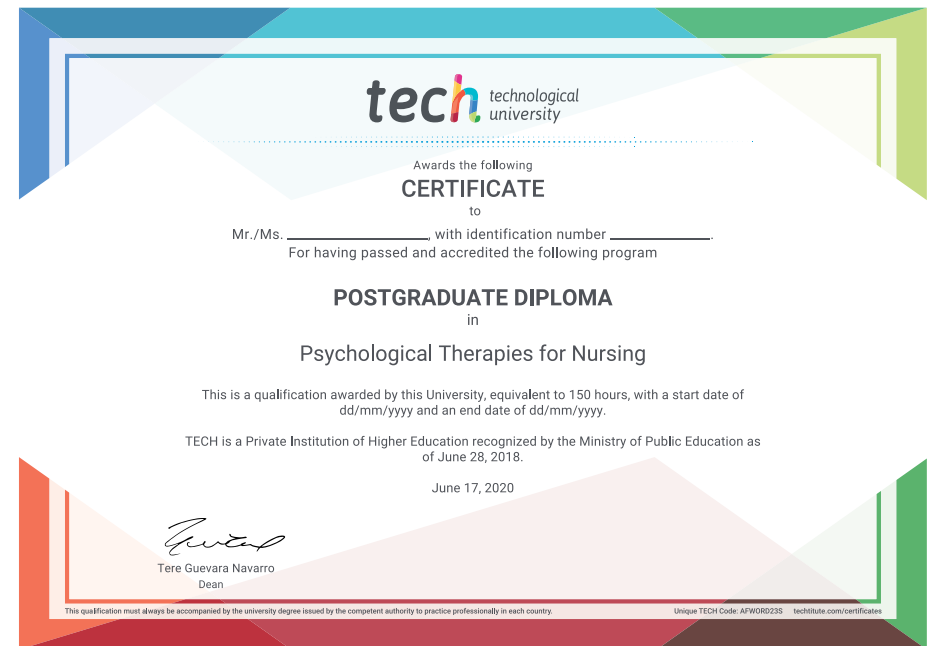 tech technological
university
Awards the following
CERTIFICATE
to
Mr./Ms. ____________________, with identification number ______________.
For having passed and accredited the following program
POSTGRADUATE DIPLOMA
in
Psychological Therapies for Nursing
This is a qualification awarded by this University, equivalent to 150 hours, with a start date of
dd/mm/yyyy and an end date of dd/mm/yyyy.
TECH is a Private Institution of Higher Education recognized by the Ministry of Public Education as
of June 28, 2018.
June 17, 2020
Tere Guevara Navarro
Dean
This qualification must always be accompanied by the university degree issued by the competent authority to practice professionally in each country.
Unique TECH Code: AFWORD23S techtitute.com/certificates